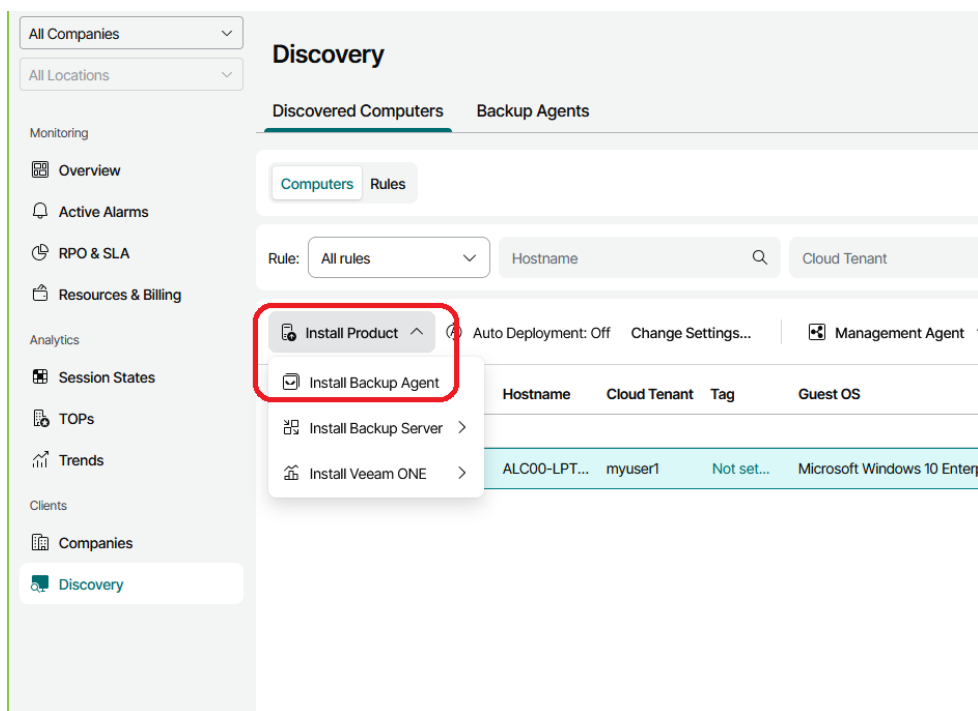 All Companies
All Locations
Monitoring
Overview
Active Alarms
RPO & SLA
Resources & Billing
Analytics
Session States
TOPs
Trends
Clients
Companies
Discovery
Discovery
Discovered Computers Backup Agents
Computers Rules
Rule: All rules Hostname Cloud Tenant
Install Product Auto Deployment: Off Change Settings... Management Agent
Install Backup Agent
Install Backup Server
Install Veeam ONE
Hostname Cloud Tenant Tag Guest OS
ALC00-LPT... myuser1 Not set... Microsoft Windows 10 Enter